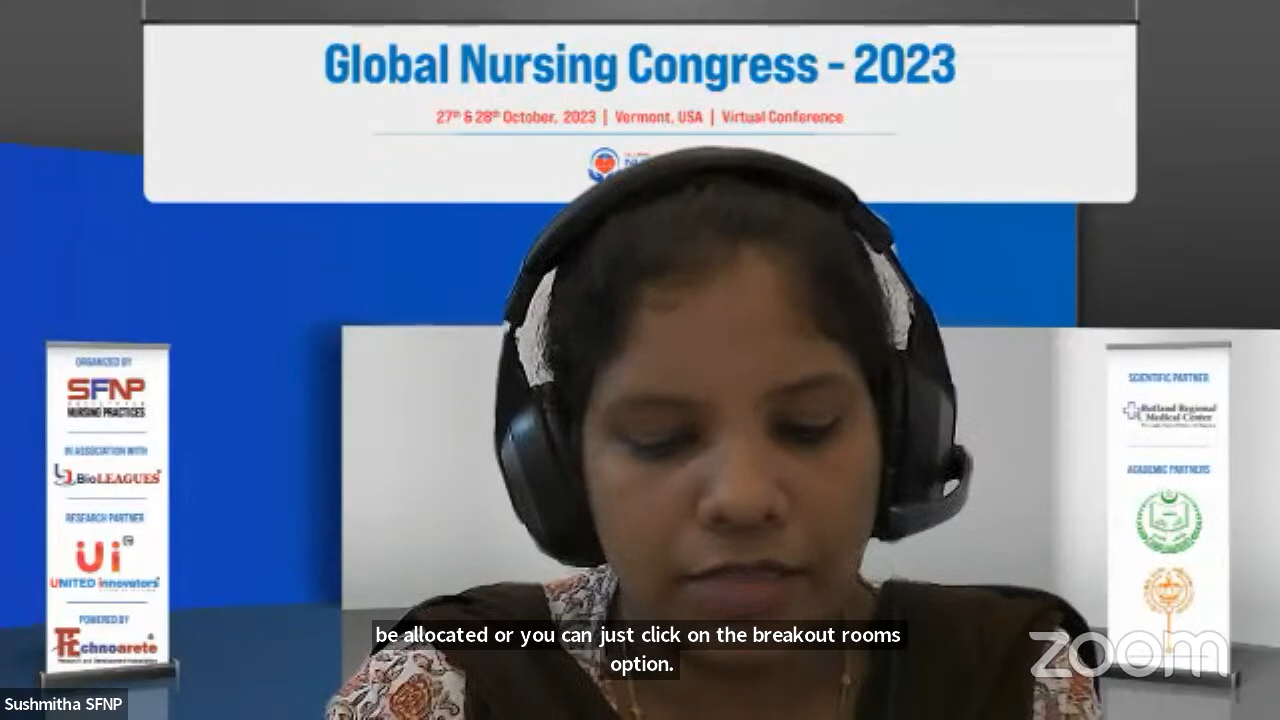 Global Nursing Congress - 2023
27th & 28th October, 2023 | Vermont, USA | Virtual Conference
ORGANIZED BY
SFNP
NURSING PRACTICES
IN ASSOCIATION WITH
BioLEAGUES
RESEARCH PARTNER
Ui
UNITED innovators
POWERED BY
Technoarete
SCIENTIFIC PARTNER
Rutland Regional
Medical Center
ACADEMIC PARTNERS
be allocated or you can just click on the breakout rooms
option.
zoom
Sushmitha SFNP